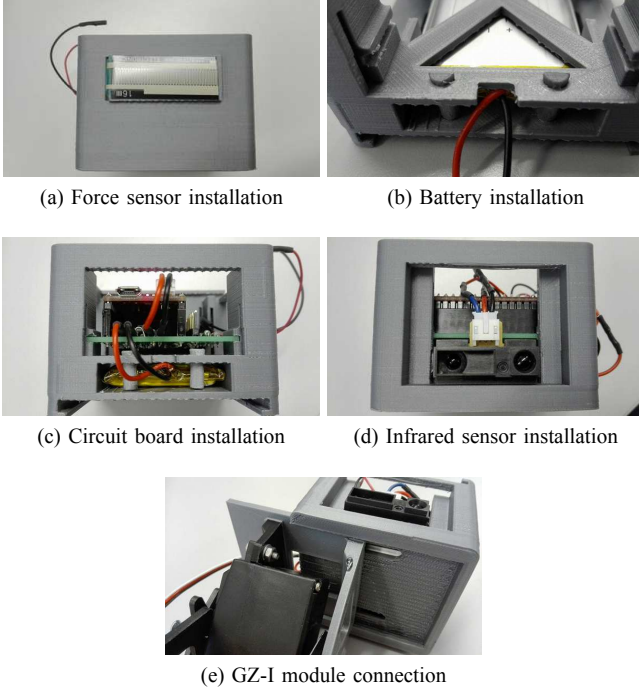 (a) Force sensor installation
(b) Battery installation
(c) Circuit board installation
(d) Infrared sensor installation
(e) GZ-I module connection